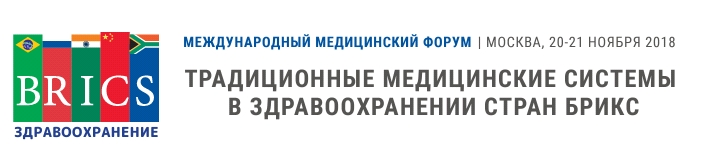 BRICS
ЗДРАВООХРАНЕНИЕ
МЕЖДУНАРОДНЫЙ МЕДИЦИНСКИЙ ФОРУМ | МОСКВА, 20-21 НОЯБРЯ 2018
ТРАДИЦИОННЫЕ МЕДИЦИНСКИЕ СИСТЕМЫ
В ЗДРАВООХРАНЕНИИ СТРАН БРИКС